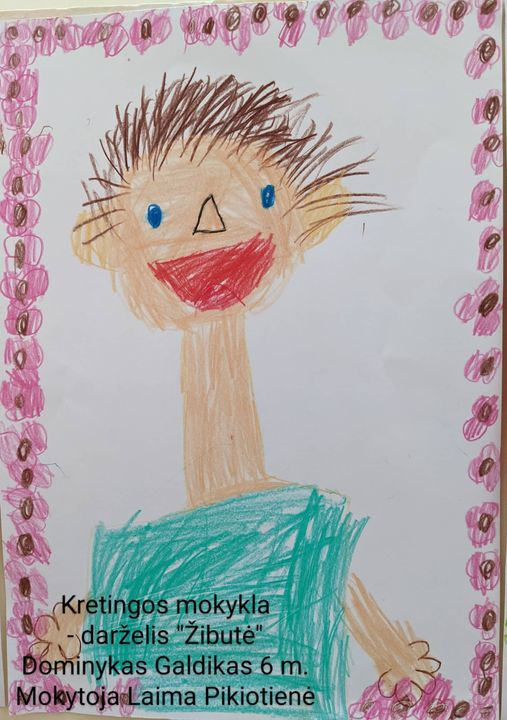 Kretingos mokykla
- darželis "Žibutė"
Dominykas Galdikas 6 m.
Mokytoja Laima Pikiotienė